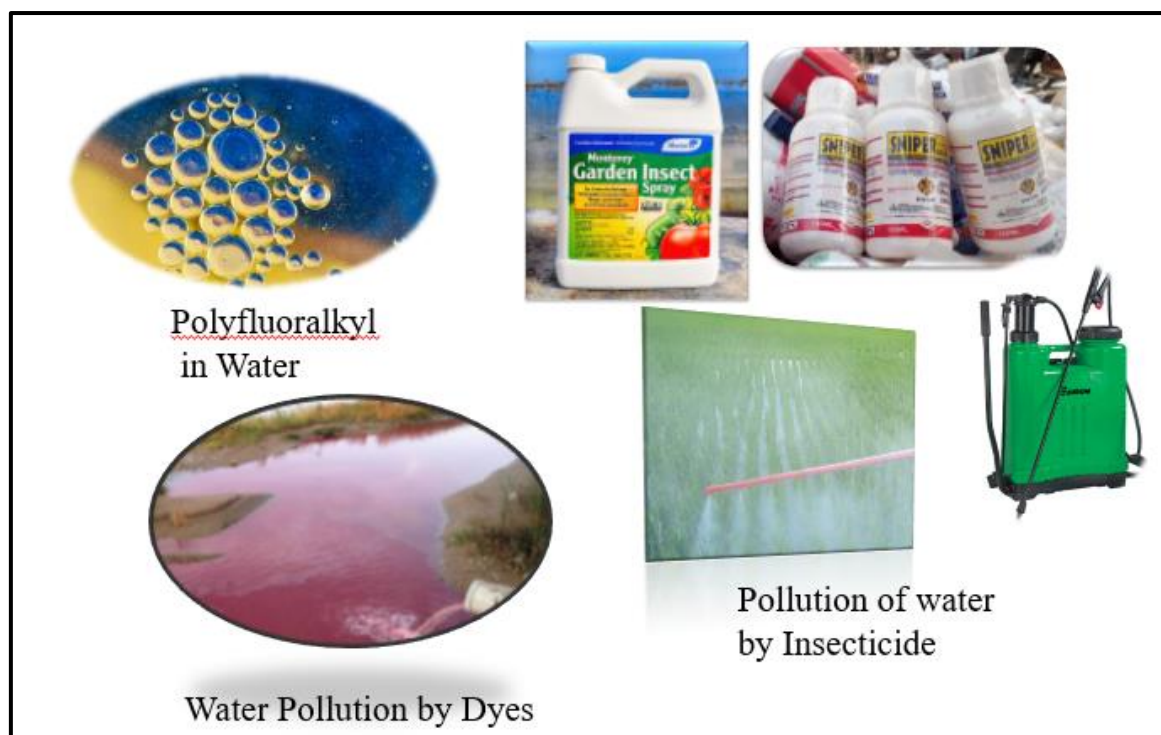 Monterey
Garden Insect
Spray
SNIPER
SNIPER
SNIPER
Polyfluoralkyl
in Water
Pollution of water
by Insecticide
Water Pollution by Dyes